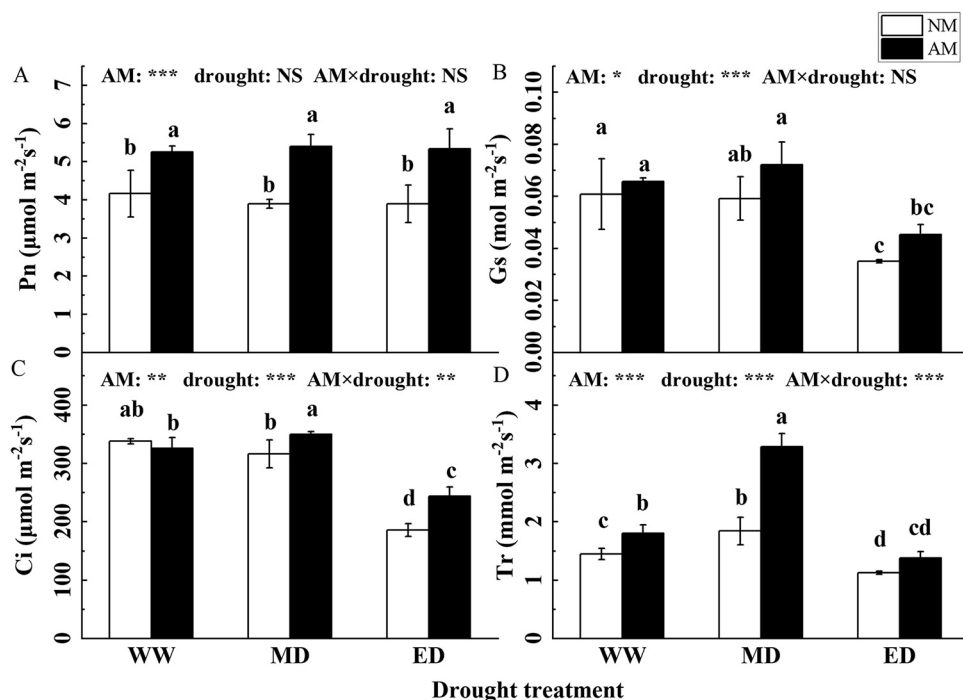 NM
AM
A
AM: *** drought: NS AM×drought: NS
7
6
5
4
3
2
1
0
Pn (μmol m⁻²s⁻¹)
b
a
b
a
b
a
B
AM: * drought: *** AM×drought: NS
0.10
0.08
0.06
0.04
0.02
0.00
Gs (mol m⁻²s⁻¹)
a
a
ab
a
c
bc
C
AM: ** drought: *** AM×drought: **
400
300
200
100
0
Ci (μmol m⁻²s⁻¹)
ab
b
b
a
d
c
WW MD ED
D
AM: *** drought: *** AM×drought: ***
4
3
2
1
0
Tr (mmol m⁻²s⁻¹)
c
b
b
a
d
cd
WW MD ED
Drought treatment